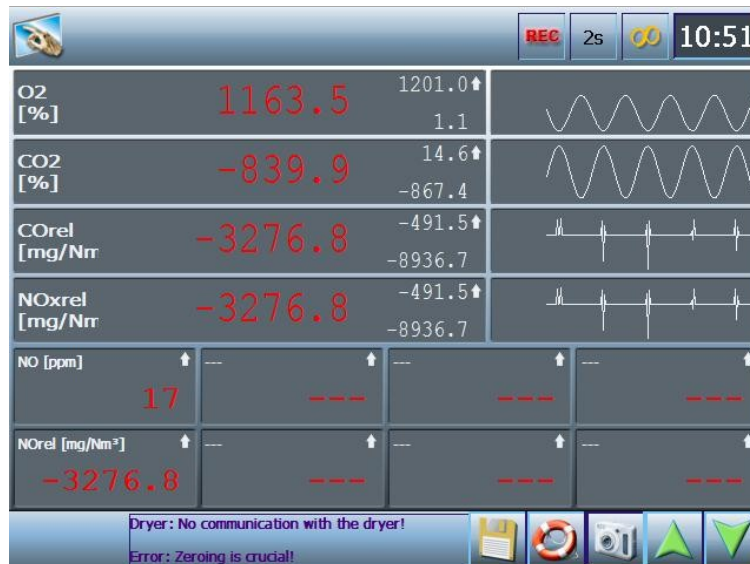 REC 2s 10:51
O2
[%]
1163.5
1201.0
1.1
CO2
[%]
-839.9
14.6
-867.4
COrel
[mg/Nm
-3276.8
-491.5
-8936.7
NOxrel
[mg/Nm
-3276.8
-491.5
-8936.7
NO [ppm] --- --- ---
17 --- --- ---
NOrel [mg/Nm³] --- --- ---
-3276.8 --- --- ---
Dryer: No communication with the dryer!
Error: Zeroing is crucial!